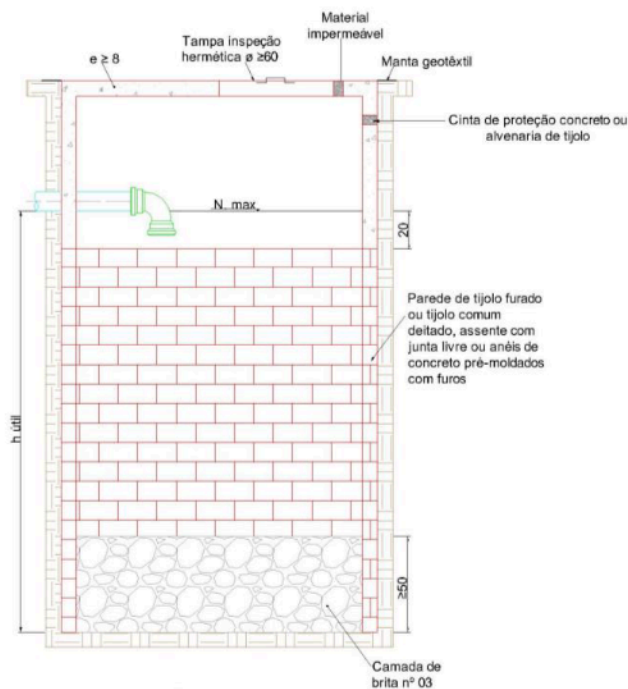 Material
impermeável
Tampa inspeção
hermética ø ≥60
e ≥ 8
Manta geotêxtil
Cinta de proteção concreto ou
alvenaria de tijolo
N. max.
20
Parede de tijolo furado
ou tijolo comum
deitado, assente com
junta livre ou anéis de
concreto pré-moldados
com furos
h útil
≥50
Camada de
brita nº 03